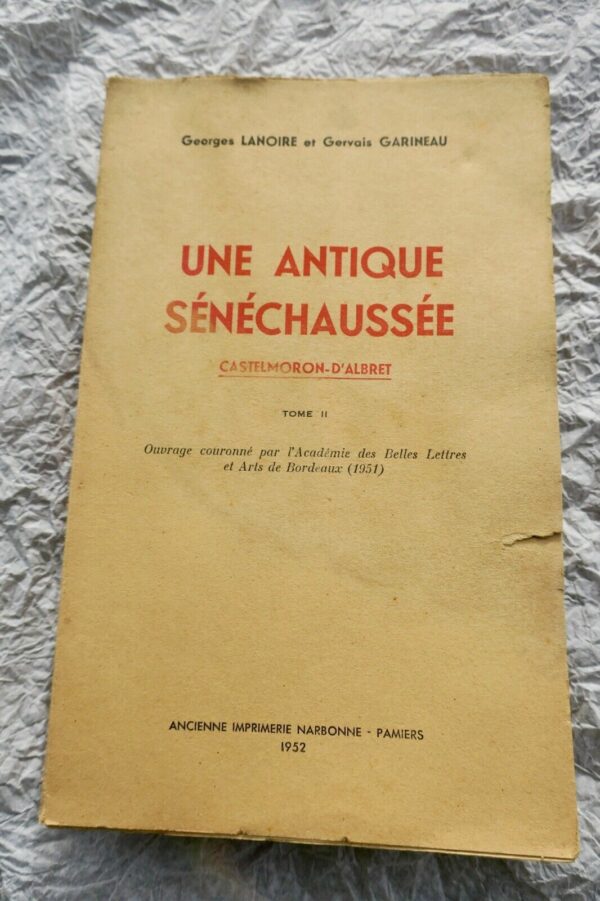 Georges LANOIRE et Gervais GARINEAU
UNE ANTIQUE
SÉNÉCHAUSSÉE
CASTELMORON-D'ALBRET
TOME II
Ouvrage couronné par l'Académie des Belles Lettres
et Arts de Bordeaux (1951)
ANCIENNE IMPRIMERIE NARBONNE - PAMIERS
1952